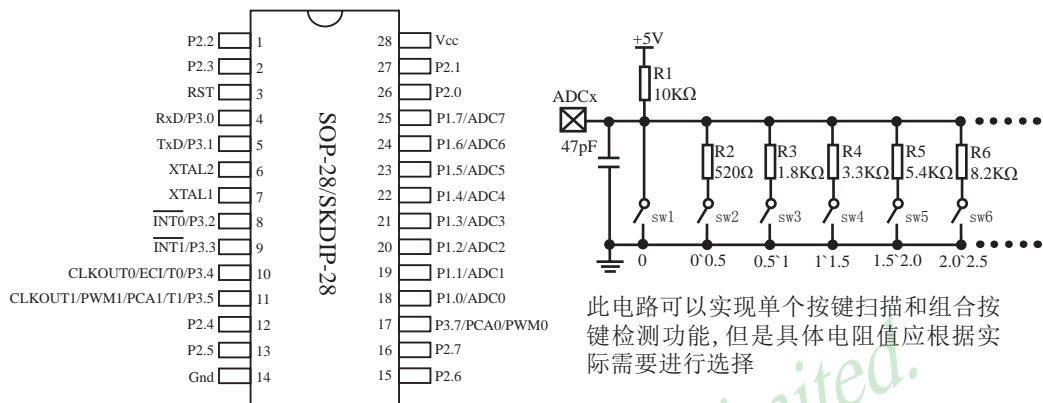 P2.2 1
P2.3 2
RST 3
RxD/P3.0 4
TxD/P3.1 5
XTAL2 6
XTAL1 7
INT0/P3.2 8
INT1/P3.3 9
CLKOUT0/ECI/T0/P3.4 10
CLKOUT1/PWM1/PCA1/T1/P3.5 11
P2.4 12
P2.5 13
Gnd 14
SOP-28/SKDIP-28
28 Vcc
27 P2.1
26 P2.0
25 P1.7/ADC7
24 P1.6/ADC6
23 P1.5/ADC5
22 P1.4/ADC4
21 P1.3/ADC3
20 P1.2/ADC2
19 P1.1/ADC1
18 P1.0/ADC0
17 P3.7/PCA0/PWM0
16 P2.7
15 P2.6
+5V
R1
10KΩ
ADCx
47pF
R2 R3 R4 R5 R6
520Ω 1.8KΩ 3.3KΩ 5.4KΩ 8.2KΩ
sw1 sw2 sw3 sw4 sw5 sw6
0 0`0.5 0.5`1 1`1.5 1.5`2.0 2.0`2.5
此电路可以实现单个按键扫描和组合按
键检测功能,但是具体电阻值应根据实
际需要进行选择
mited.